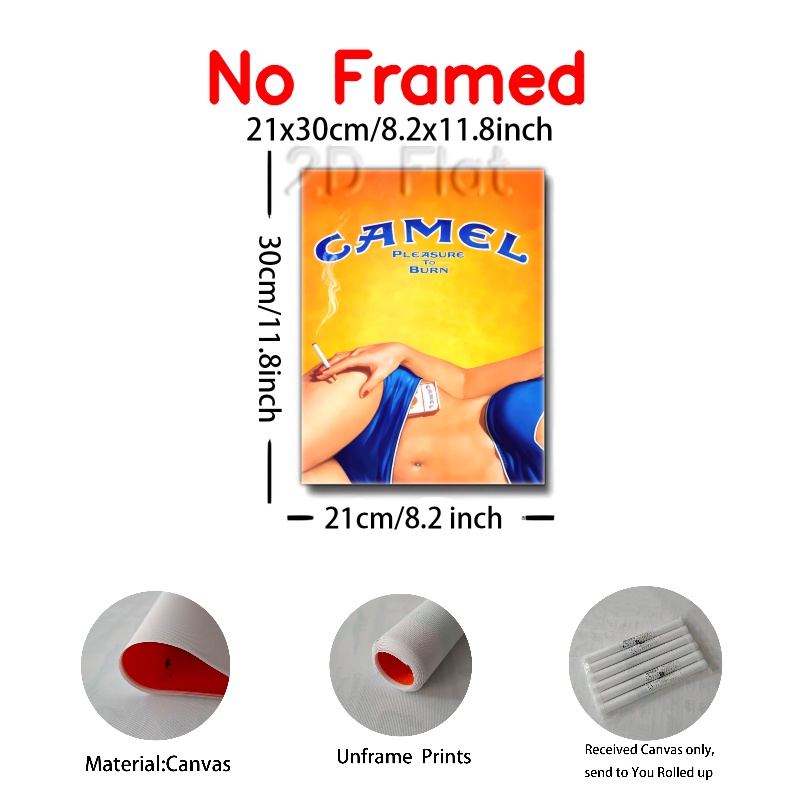 No Framed
21x30cm/8.2x11.8inch
2D Flat
CAMEL
PLEASURE
TO
BURN
30cm/11.8inch
CAMEL
21cm/8.2 inch
Material:Canvas
Unframe Prints
Received Canvas only,
send to You Rolled up